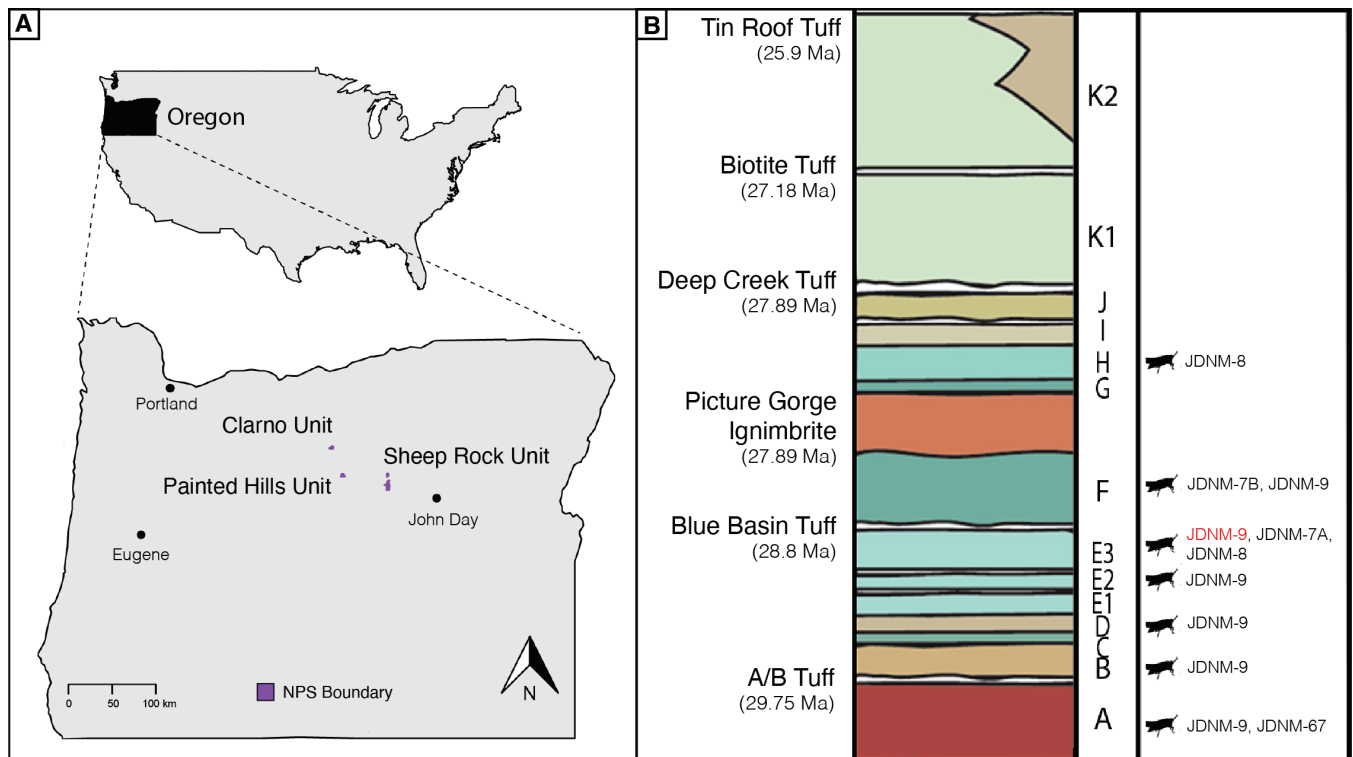 A
Oregon
Portland
Clarno Unit
Sheep Rock Unit
Painted Hills Unit
John Day
Eugene
N
0 50 100 km
NPS Boundary
B
Tin Roof Tuff
(25.9 Ma)
K2
Biotite Tuff
(27.18 Ma)
K1
Deep Creek Tuff
(27.89 Ma)
J
I
H
JDNM-8
G
Picture Gorge
Ignimbrite
(27.89 Ma)
F
JDNM-7B, JDNM-9
Blue Basin Tuff
(28.8 Ma)
E3
JDNM-9, JDNM-7A,
JDNM-8
E2
JDNM-9
E1
D
JDNM-9
C
B
JDNM-9
A/B Tuff
(29.75 Ma)
A
JDNM-9, JDNM-67